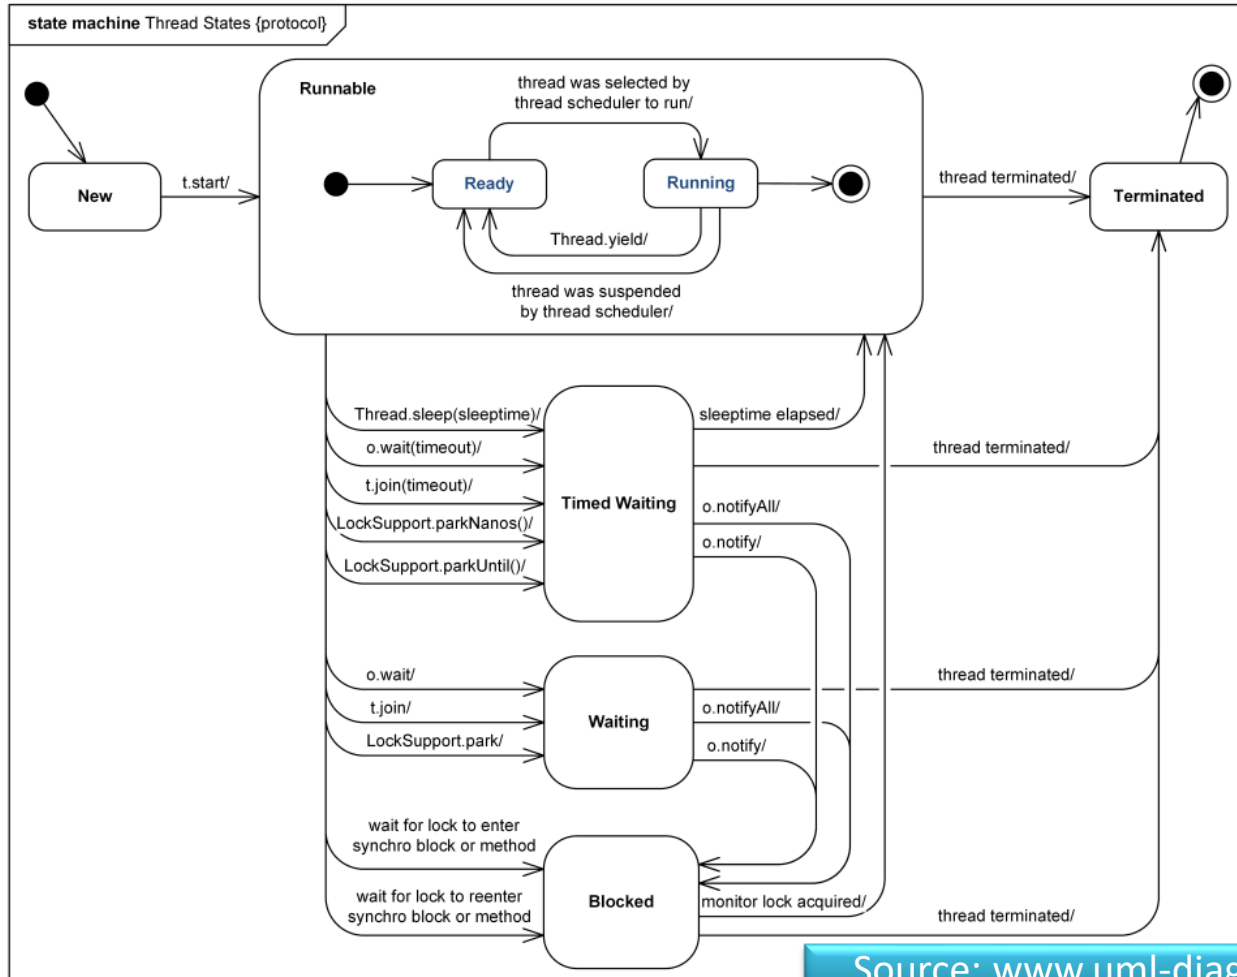 state machine Thread States {protocol}
Runnable
thread was selected by
thread scheduler to run/
New
t.start/
Ready
Running
thread terminated/
Terminated
Thread.yield/
thread was suspended
by thread scheduler/
Thread.sleep(sleeptime)/
sleeptime elapsed/
o.wait(timeout)/
thread terminated/
t.join(timeout)/
Timed Waiting
o.notifyAll/
LockSupport.parkNanos()/
o.notify/
LockSupport.parkUntil()/
o.wait/
thread terminated/
t.join/
Waiting
o.notifyAll/
LockSupport.park/
o.notify/
wait for lock to enter
synchro block or method
wait for lock to reenter
synchro block or method
Blocked
monitor lock acquired/
thread terminated/
Source: www.uml-diag